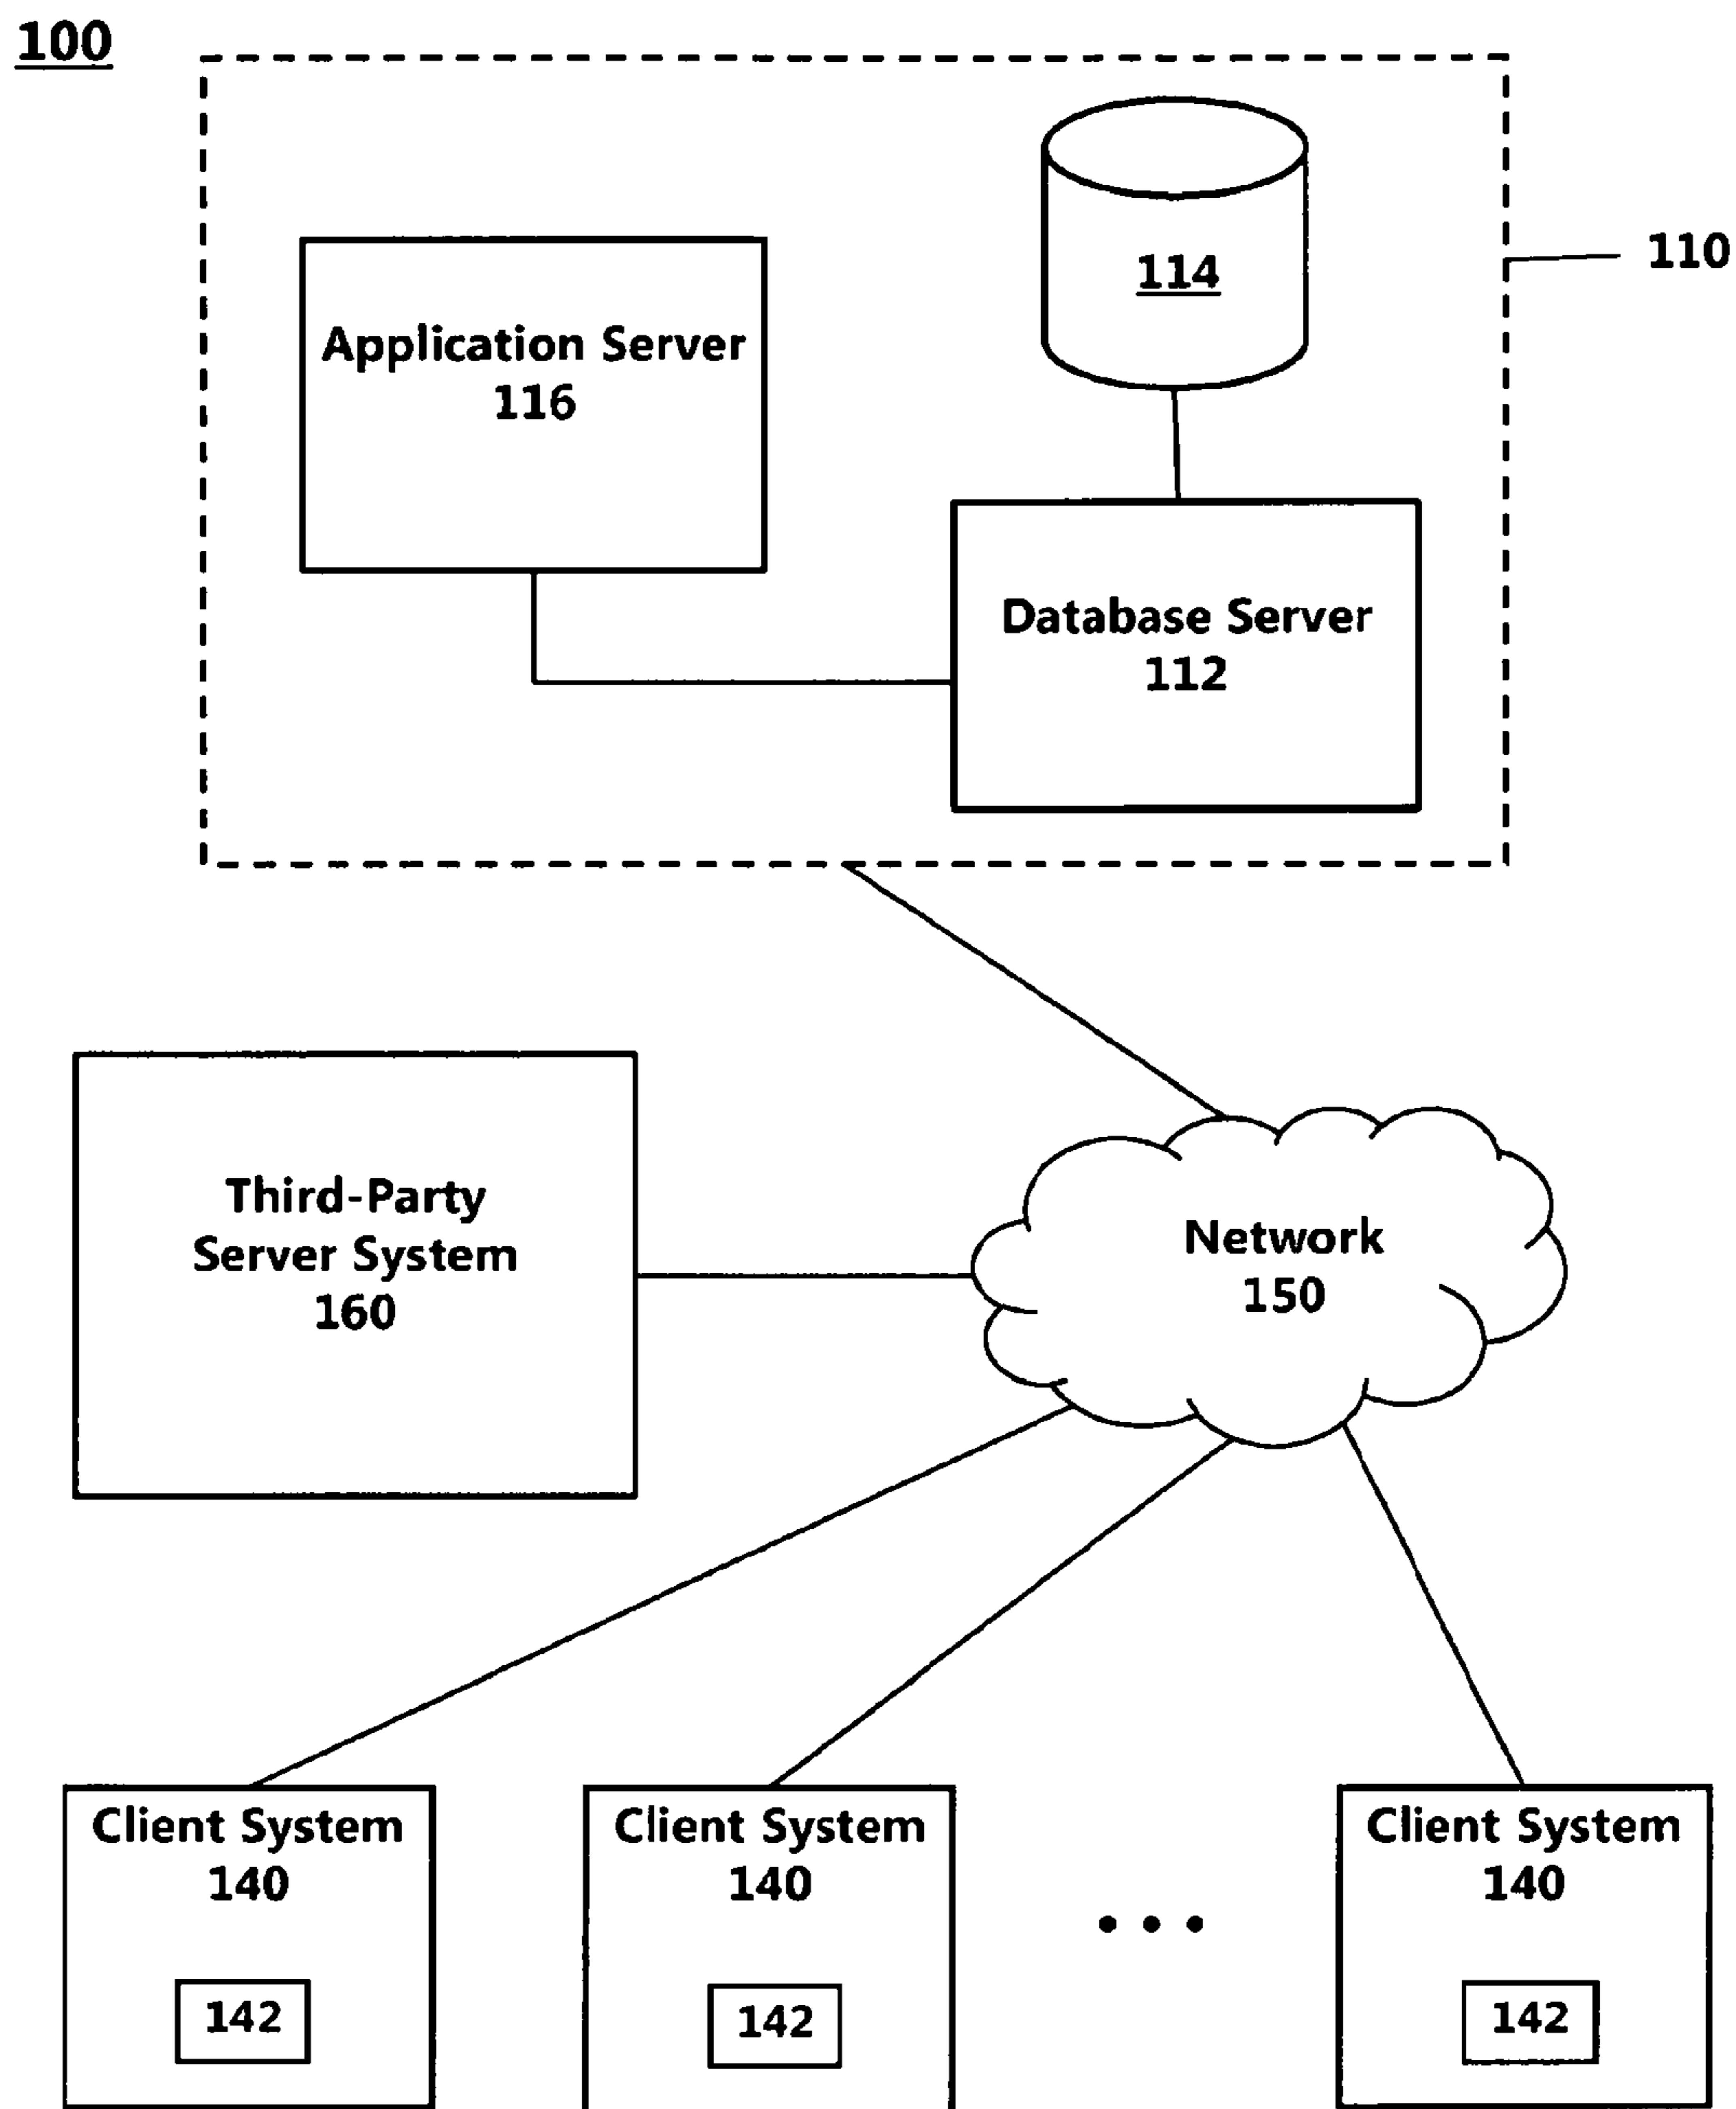 100
114
110
Application Server
116
Database Server
112
Third-Party
Server System
160
Network
150
Client System
140
142
Client System
140
142
Client System
140
142